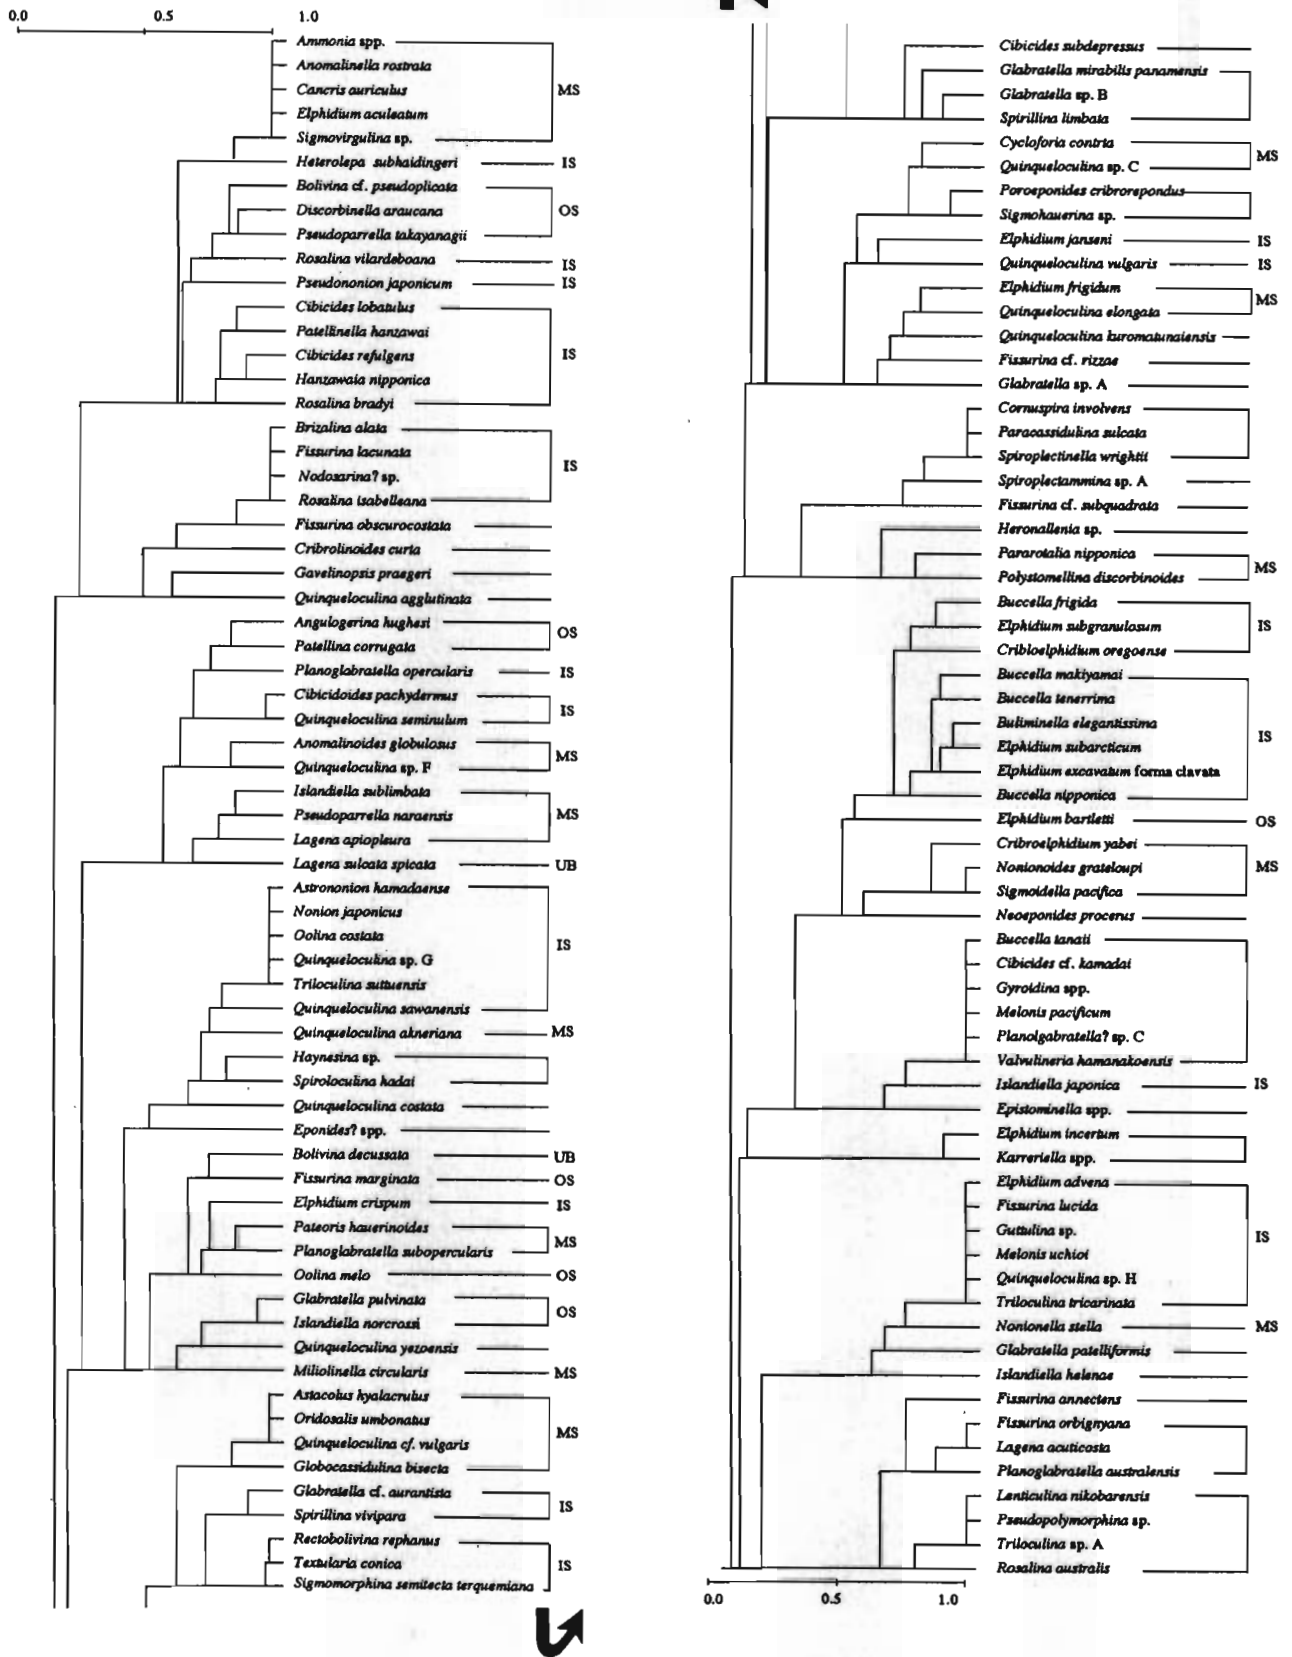 0.0 0.5 1.0
Ammonia spp.
Anomalinella rostrata
Cancris auriculus MS
Elphidium aculeatum
Sigmovirgulina sp.
Heterolepa subhaidingeri IS
Bolivina cf. pseudoplicata
Discorbinella araucana OS
Pseudoparrella takayanagii
Rosalina vilardeboana IS
Pseudononion japonicum IS
Cibicides lobatulus
Patellinella hanzawai
Cibicides refulgens IS
Hanzawaia nipponica
Rosalina bradyi
Brizalina alata
Fissurina lacunata
Nodosarina? sp. IS
Rosalina isabelleana
Fissurina obscurocostata
Cribrolinoides curta
Gavelinopsis praegeri
Quinqueloculina agglutinata
Angulogerina hughesi OS
Patellina corrugata
Planoglabratella opercularis IS
Cibicidoides pachydermus IS
Quinqueloculina seminulum
Anomalinoides globulosus MS
Quinqueloculina sp. F
Islandiella sublimbata
Pseudoparrella naraensis MS
Lagena apiopleura
Lagena sulcata spicata UB
Astrononion hamadaense
Nonion japonicus
Oolina costata IS
Quinqueloculina sp. G
Triloculina suttuensis
Quinqueloculina sawanensis
Quinqueloculina akneriana MS
Haynesina sp.
Spiroloculina hadai
Quinqueloculina costata
Eponides? spp.
Bolivina decussata UB
Fissurina marginata OS
Elphidium crispum IS
Pateoris hauerinoides MS
Planoglabratella subopercularis
Oolina melo OS
Glabratella pulvinata OS
Islandiella norcrossi
Quinqueloculina yezoensis
Miliolinella circularis MS
Astacolus hyalacrulus
Oridosalis umbonatus MS
Quinqueloculina cf. vulgaris
Globocassidulina bisecta
Glabratella cf. aurantista IS
Spirillina vivipara
Rectobolivina raphanus
Textularia conica IS
Sigmomorphina semitecta terquemiana
Cibicides subdepressus
Glabratella mirabilis panamensis
Glabratella sp. B
Spirillina limbata
Cycloforia contrta MS
Quinqueloculina sp. C
Poroeponides cribrorepondus
Sigmohauerina sp.
Elphidium janseni IS
Quinqueloculina vulgaris IS
Elphidium frigidum MS
Quinqueloculina elongata
Quinqueloculina kuromatunaiensis
Fissurina cf. rizzae
Glabratella sp. A
Cornuspira involvens
Paracassidulina sulcata
Spiroplectinella wrightii
Spiroplectammina sp. A
Fissurina cf. subquadrata
Heronallenia sp.
Pararotalia nipponica MS
Polystomellina discorbinoides
Buccella frigida
Elphidium subgranulosum IS
Cribloelphidium oregoense
Buccella makiyamai
Buccella tenerrima
Buliminella elegantissima IS
Elphidium subarcticum
Elphidium excavatum forma clavata
Buccella nipponica
Elphidium bartletti OS
Cribroelphidium yabei
Nonionoides grateloupi MS
Sigmoidella pacifica
Neoeponides procerus
Buccella tanaii
Cibicides cf. kamadai
Gyroidina spp.
Melonis pacificum
Planolgabratella? sp. C
Valvulineria hamanakoensis
Islandiella japonica IS
Epistominella spp.
Elphidium incertum
Karreriella spp.
Elphidium advena
Fissurina lucida
Guttulina sp. IS
Melonis uchioi
Quinqueloculina sp. H
Triloculina tricarinata
Nonionella stella MS
Glabratella patelliformis
Islandiella helenae
Fissurina annectens
Fissurina orbignyana
Lagena acuticosta
Planoglabratella australensis
Lenticulina nikobarensis
Pseudopolymorphina sp.
Triloculina sp. A
Rosalina australis
0.0 0.5 1.0